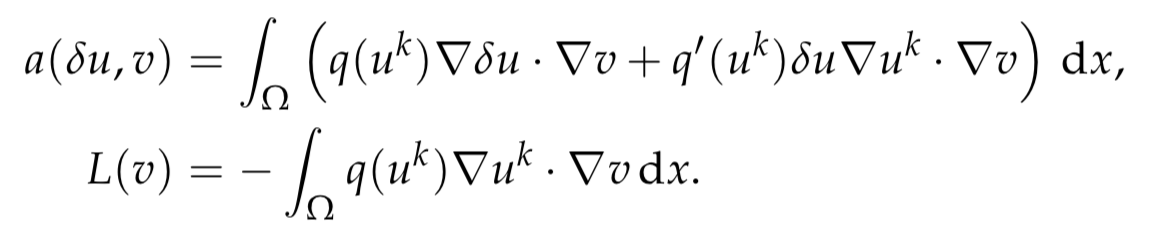 a(δu, v) = ∫_Ω (q(u^k)∇δu · ∇v + q′(u^k)δu∇u^k · ∇v) dx,
L(v) = − ∫_Ω q(u^k)∇u^k · ∇v dx.